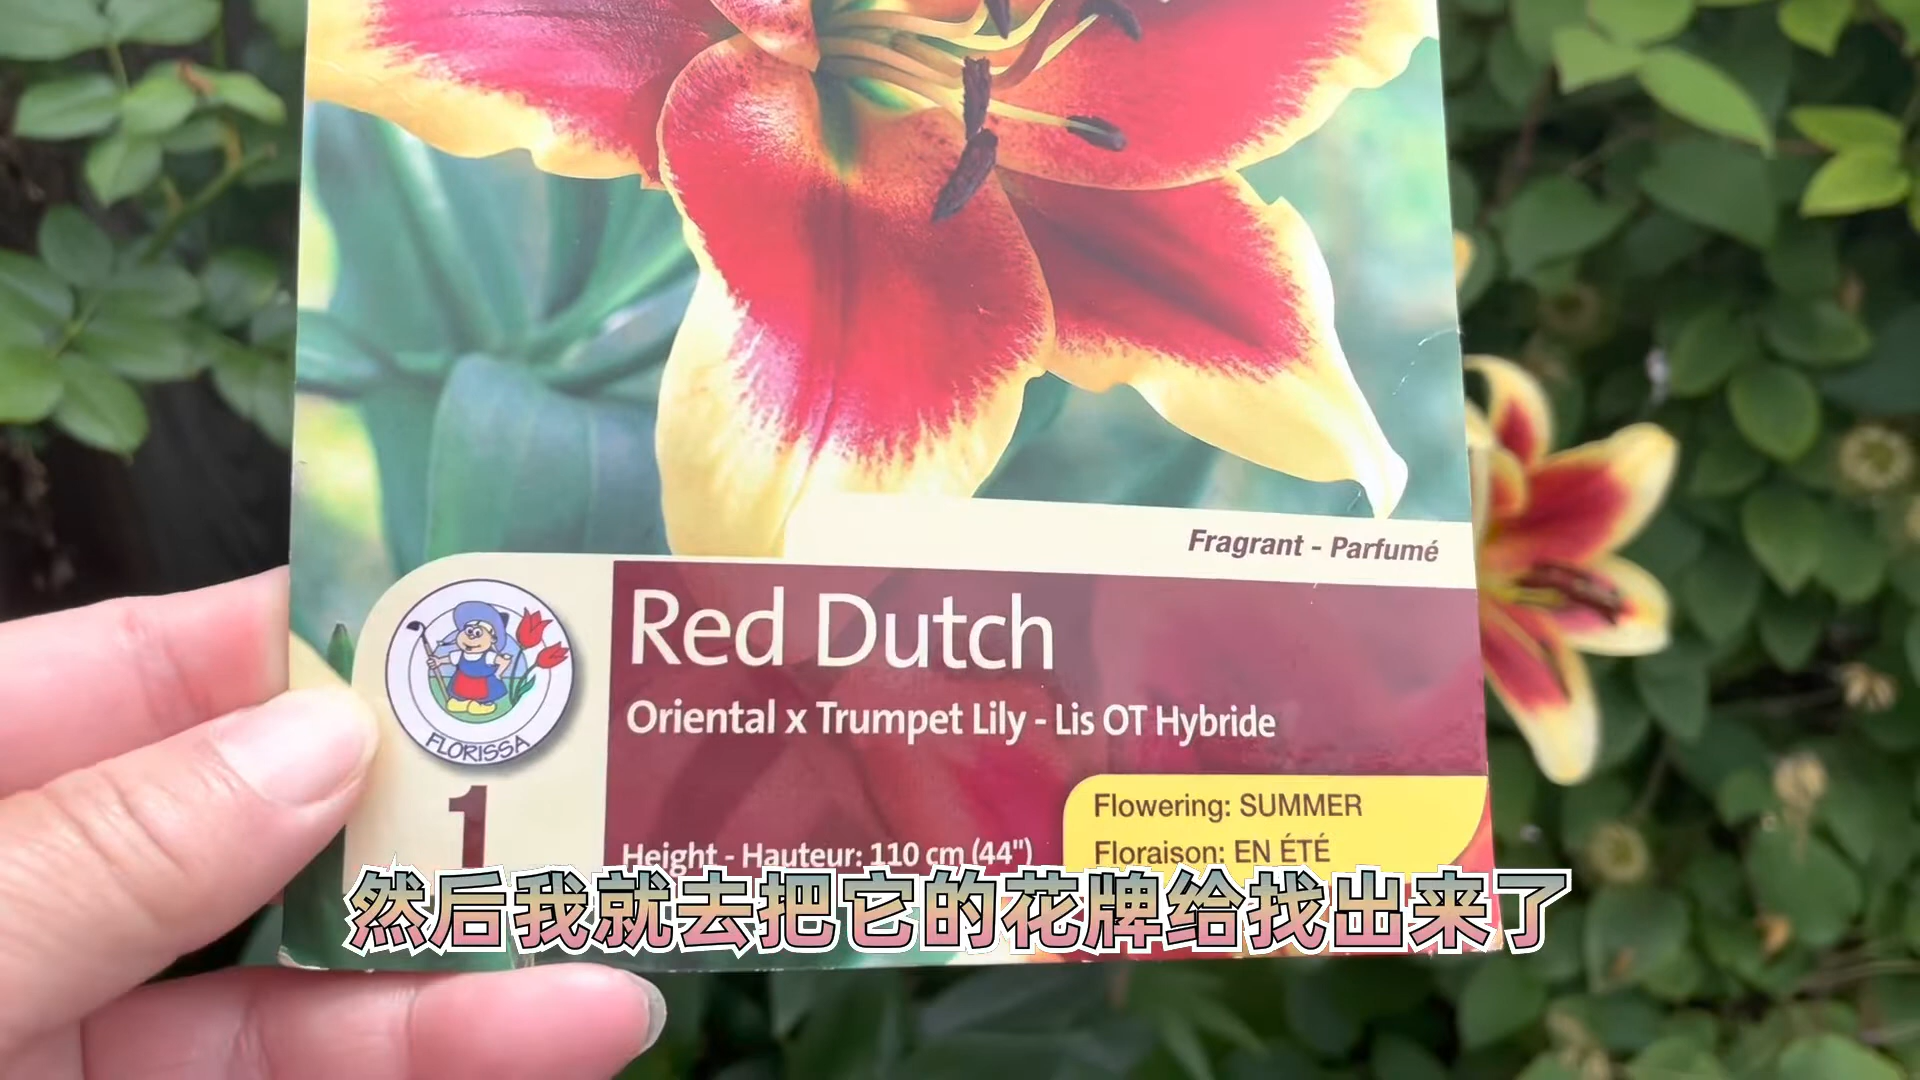 Fragrant - Parfumé
Red Dutch
Oriental x Trumpet Lily - Lis OT Hybride
FLORISSA
1
Flowering: SUMMER
Height - Hauteur: 110 cm (44")
Floraison: EN ÉTÉ
然后我就去把它的花牌给找出来了